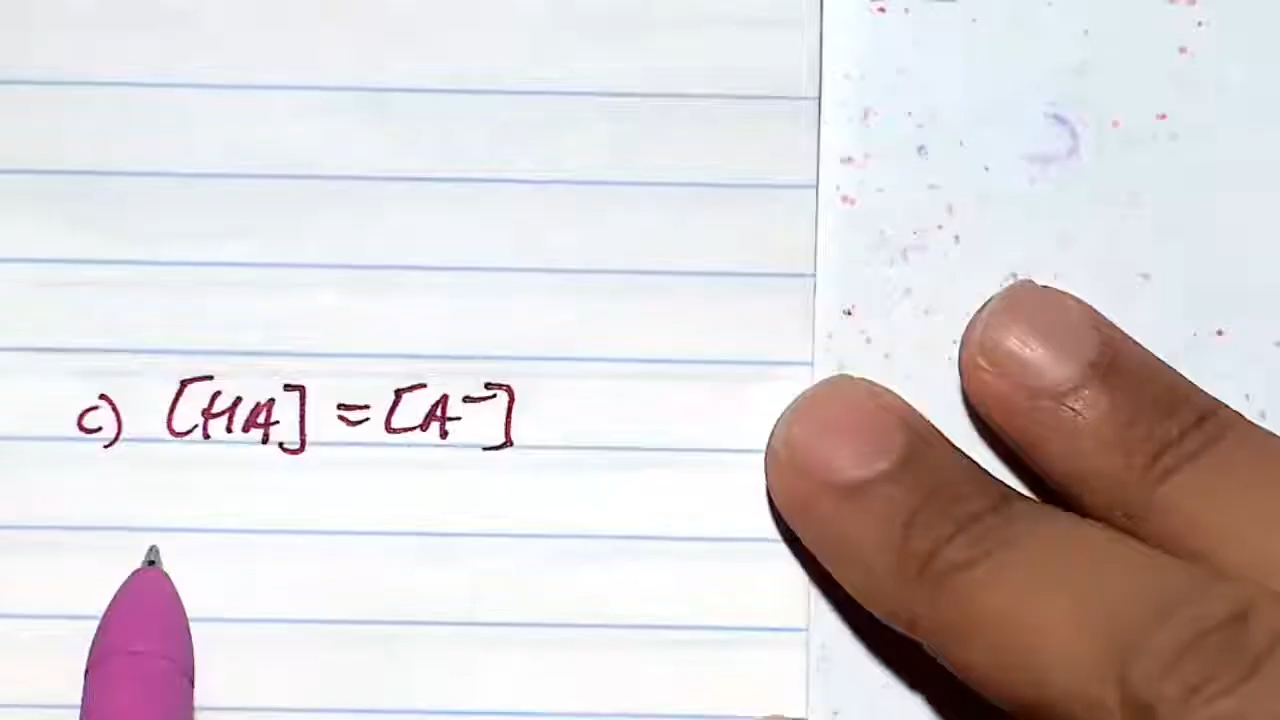 c) [HA] = [A⁻]